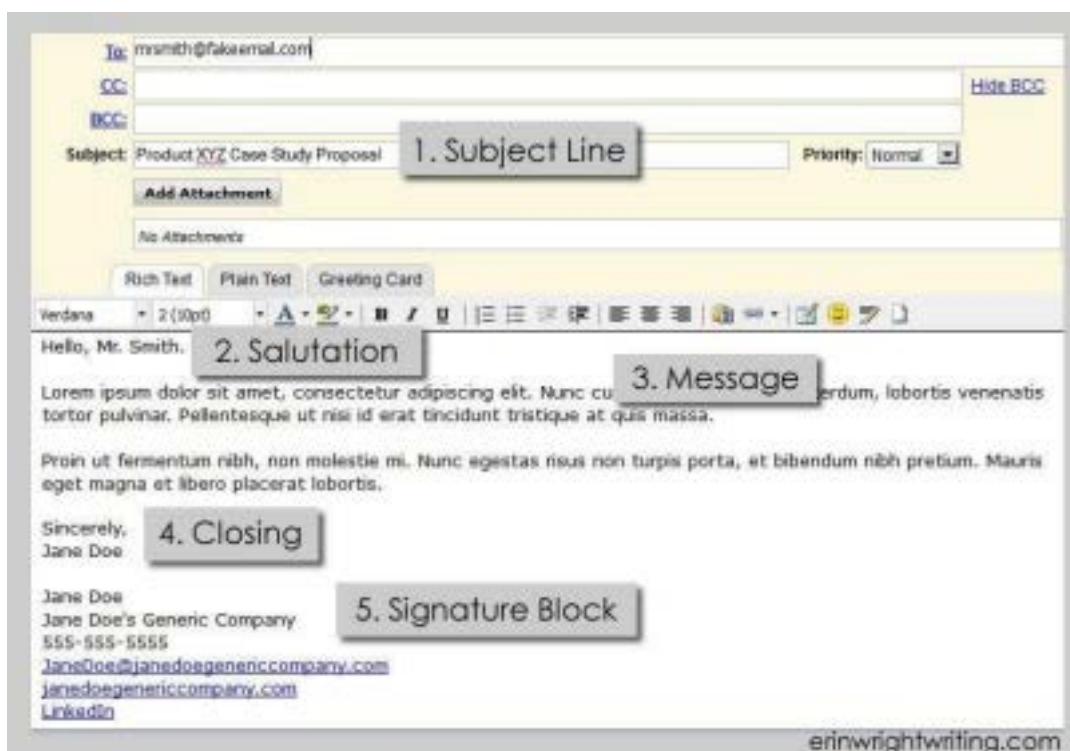 To: mrsmith@fakeemail.com
CC: Hide BCC
BCC:
Subject: Product XYZ Case Study Proposal 1. Subject Line Priority: Normal
Add Attachment
No Attachments
Rich Text Plain Text Greeting Card
Verdana 2 (10pt) A B I U
Hello, Mr. Smith. 2. Salutation
3. Message
Lorem ipsum dolor sit amet, consectetur adipiscing elit. Nunc cu erdum, lobortis venenatis
tortor pulvinar. Pellentesque ut nisi id erat tincidunt tristique at quis massa.
Proin ut fermentum nibh, non molestie mi. Nunc egestas risus non turpis porta, et bibendum nibh pretium. Mauris
eget magna et libero placerat lobortis.
Sincerely, 4. Closing
Jane Doe
Jane Doe
Jane Doe's Generic Company 5. Signature Block
555-555-5555
JaneDoe@janedoegenericcompany.com
janedoegenericcompany.com
LinkedIn
erinwrightwriting.com